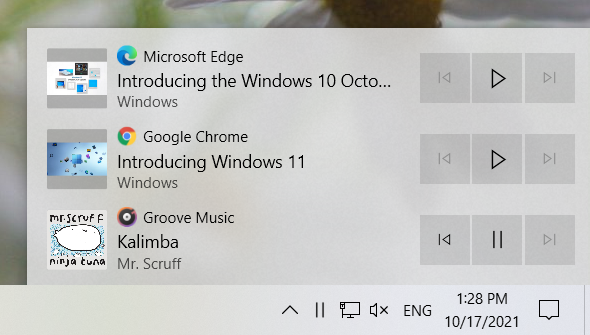 Microsoft Edge
Introducing the Windows 10 Octo...
Windows
Google Chrome
Introducing Windows 11
Windows
mr.scruff
ninja tuna
Groove Music
Kalimba
Mr. Scruff
ENG
1:28 PM
10/17/2021